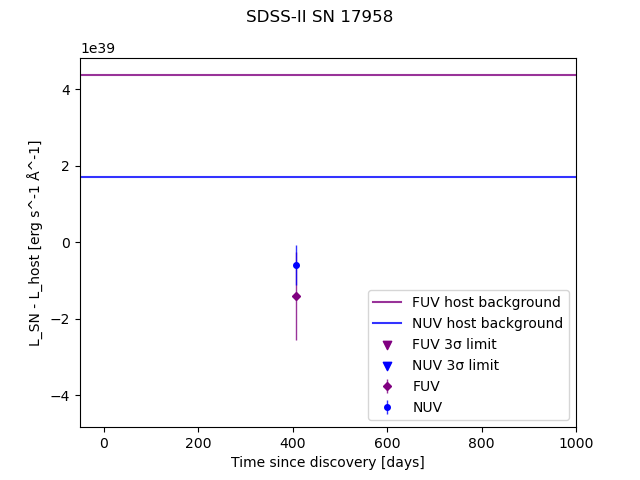 SDSS-II SN 17958
1e39
4
2
0
−2
−4
L_SN - L_host [erg s^-1 Å^-1]
0 200 400 600 800 1000
Time since discovery [days]
FUV host background
NUV host background
FUV 3σ limit
NUV 3σ limit
FUV
NUV